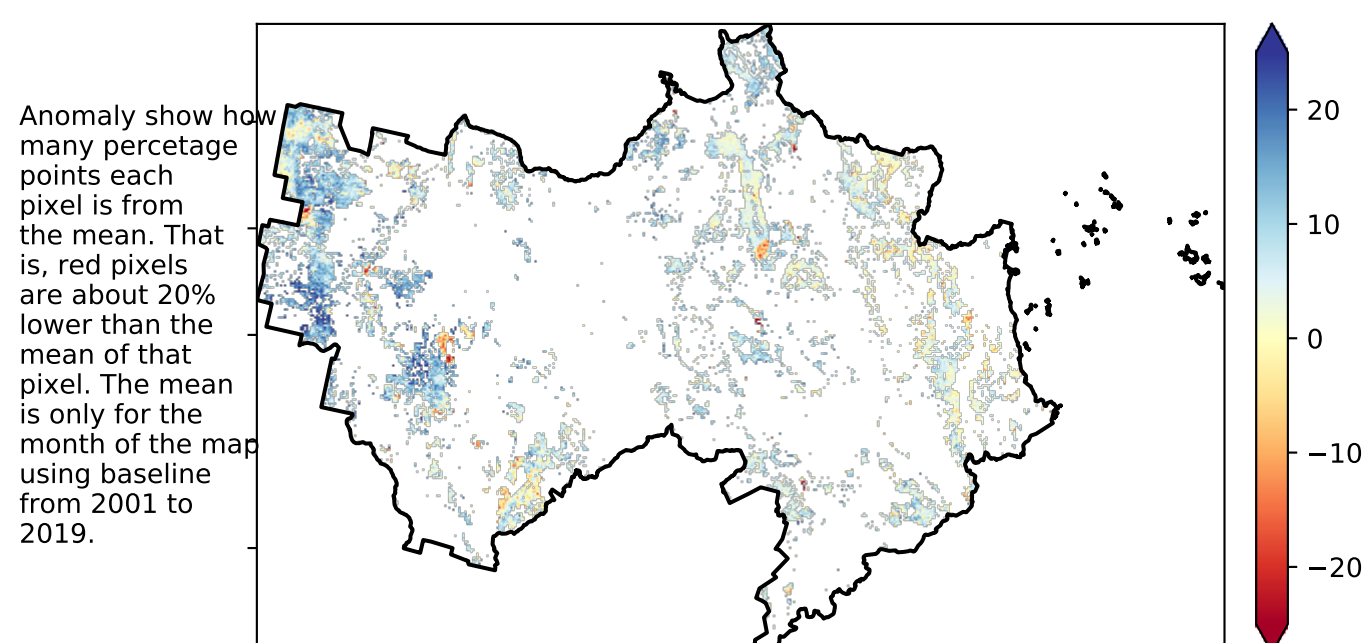 Anomaly show how
many percetage
points each
pixel is from
the mean. That
is, red pixels
are about 20%
lower than the
mean of that
pixel. The mean
is only for the
month of the map
using baseline
from 2001 to
2019.
20
10
0
−10
−20